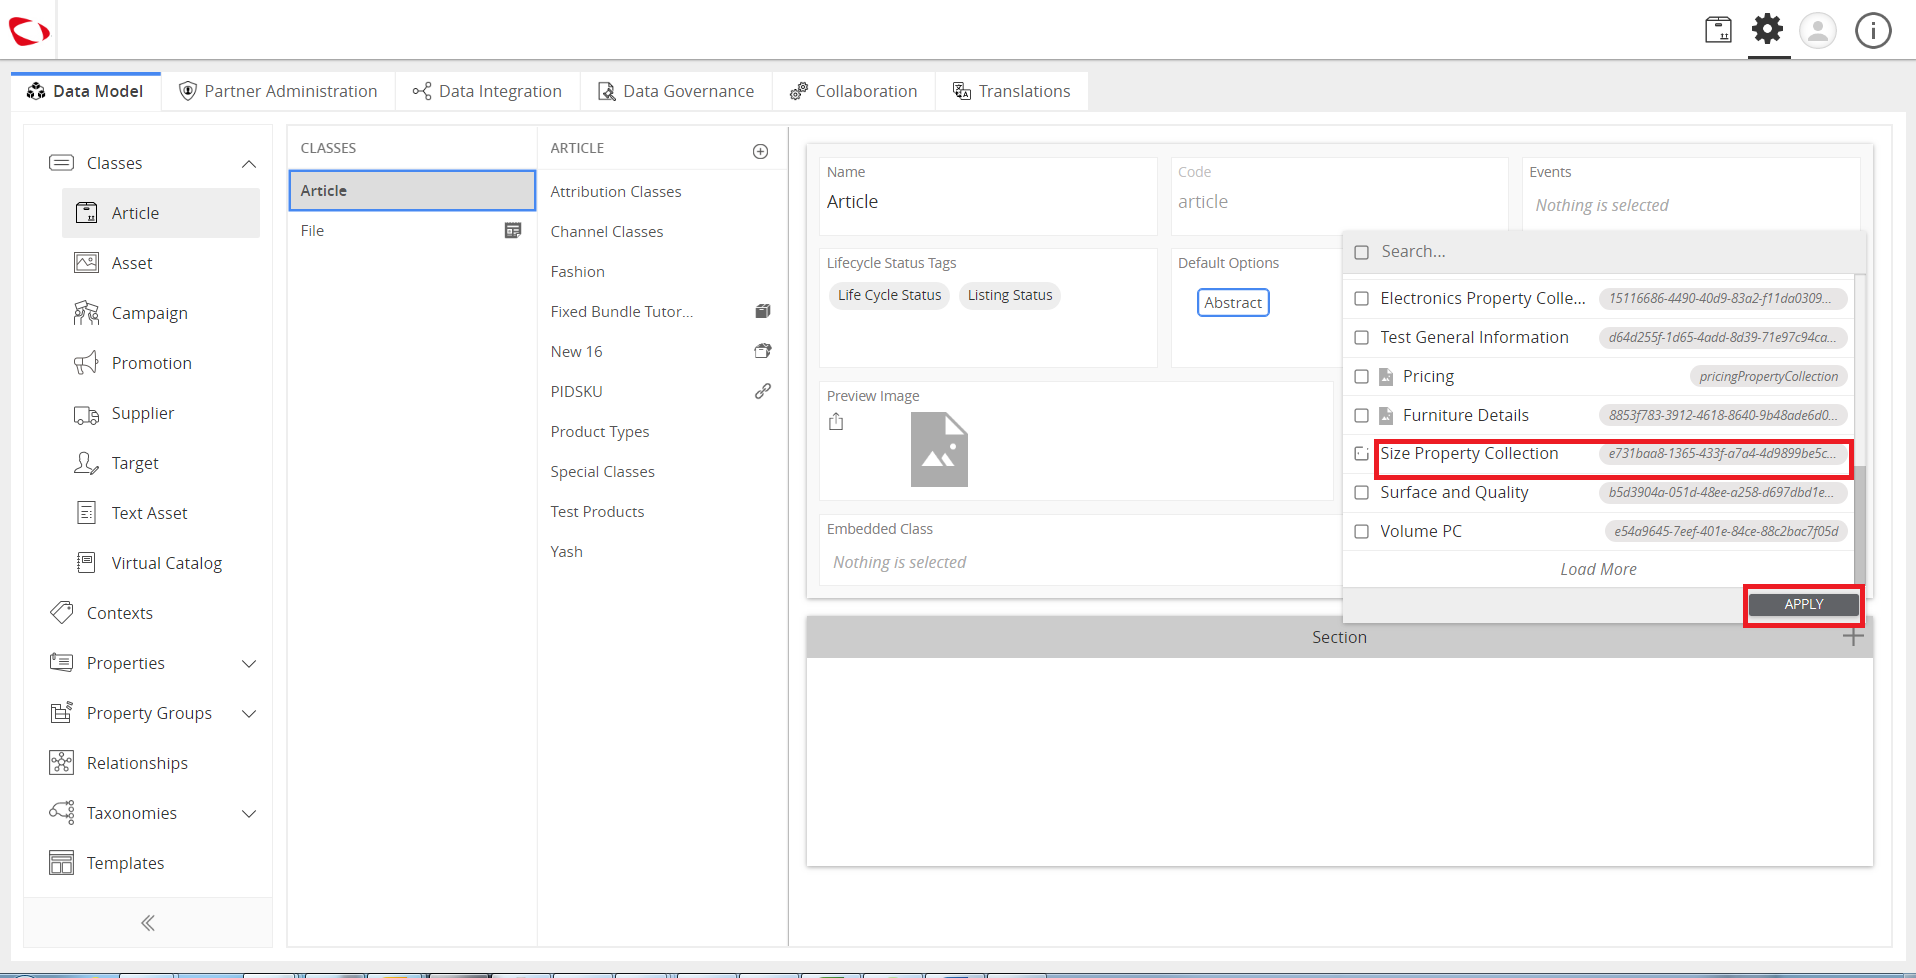 Data Model
Partner Administration
Data Integration
Data Governance
Collaboration
Translations
Classes
Article
Asset
Campaign
Promotion
Supplier
Target
Text Asset
Virtual Catalog
Contexts
Properties
Property Groups
Relationships
Taxonomies
Templates
CLASSES
Article
File
ARTICLE
Attribution Classes
Channel Classes
Fashion
Fixed Bundle Tutor...
New 16
PIDSKU
Product Types
Special Classes
Test Products
Yash
Name
Article
Code
article
Events
Nothing is selected
Lifecycle Status Tags
Life Cycle Status
Listing Status
Default Options
Abstract
Preview Image
Embedded Class
Nothing is selected
Search...
Electronics Property Colle... 15116686-4490-40d9-83a2-f11da0309...
Test General Information d64d255f-1d65-4add-8d39-71e97c94ca...
Pricing pricingPropertyCollection
Furniture Details 8853f783-3912-4618-8640-9b48ade6d0...
Size Property Collection e731baa8-1365-433f-a7a4-4d9899be5c...
Surface and Quality b5d3904a-051d-48ee-a258-d697dbd1e...
Volume PC e54a9645-7eef-401e-84ce-88c2bac7f05d
Load More
APPLY
Section